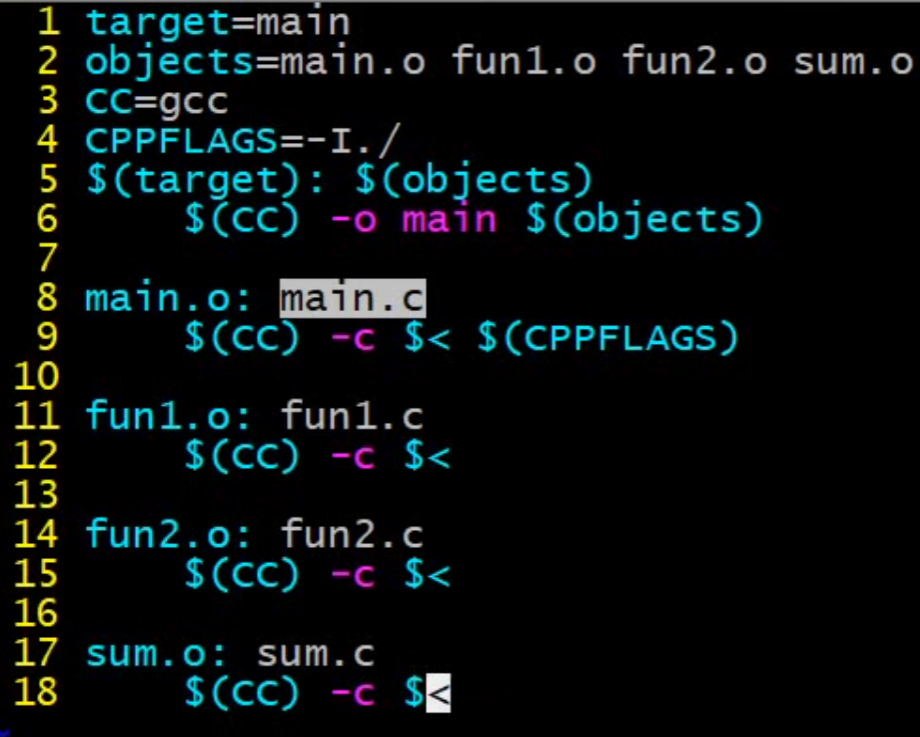 1 target=main
2 objects=main.o fun1.o fun2.o sum.o
3 CC=gcc
4 CPPFLAGS=-I./
5 $(target): $(objects)
6     $(CC) -o main $(objects)
7
8 main.o: main.c
9     $(CC) -c $< $(CPPFLAGS)
10
11 fun1.o: fun1.c
12     $(CC) -c $<
13
14 fun2.o: fun2.c
15     $(CC) -c $<
16
17 sum.o: sum.c
18     $(CC) -c $<